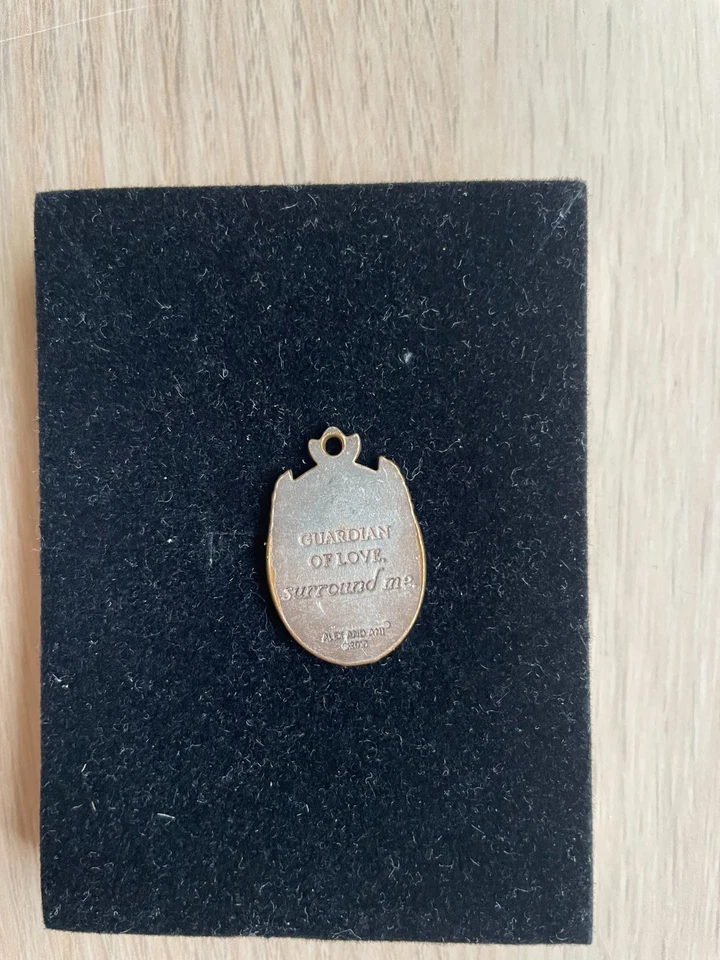 GUARDIAN
OF LOVE,
surround me.
ALEX AND ANI®